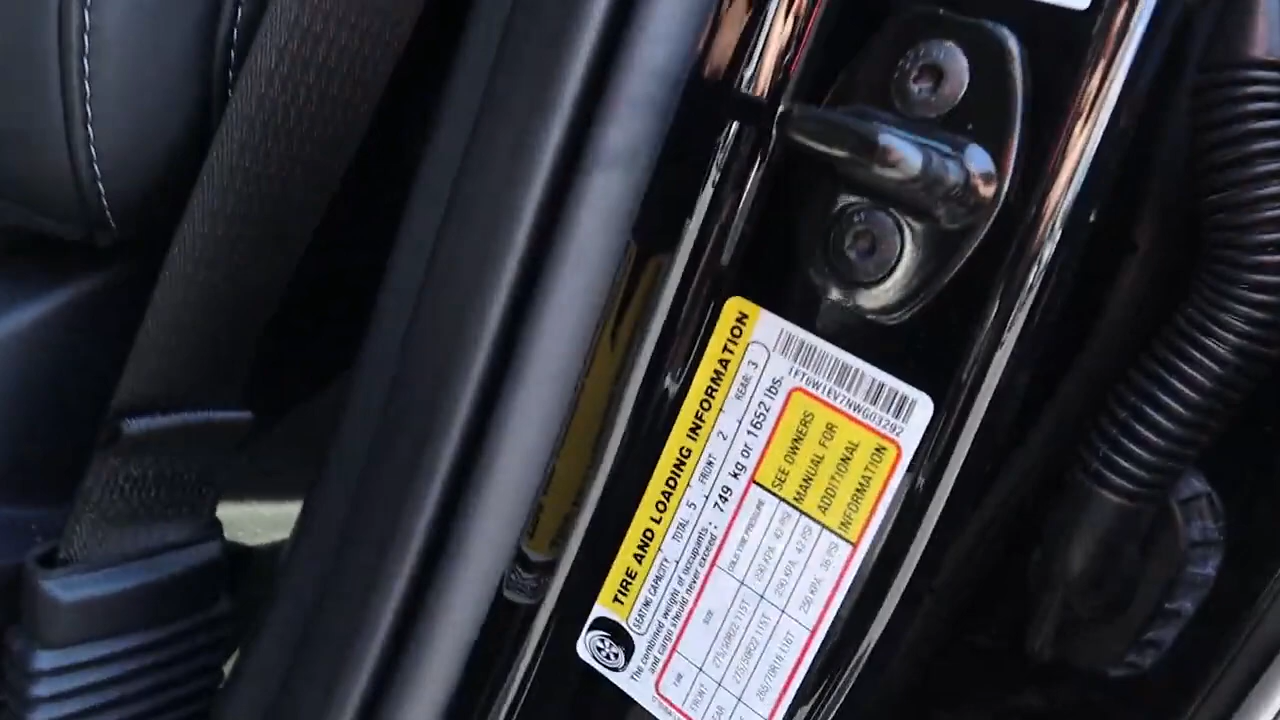 TIRE AND LOADING INFORMATION
SEATING CAPACITY, TOTAL 5, FRONT 2, REAR: 3
The combined weight of occupants
and cargo should never exceed: 749 kg or 1652 lbs.
TIRE SIZE COLD TIRE PRESSURE
FRONT 275/50R22 115T 290 KPA, 42 PSI
REAR 275/50R22 115T 290 KPA, 42 PSI
265/70R18 116T 250 KPA, 36 PSI
SEE OWNERS
MANUAL FOR
ADDITIONAL
INFORMATION
1FT6W1EV7NWG03292